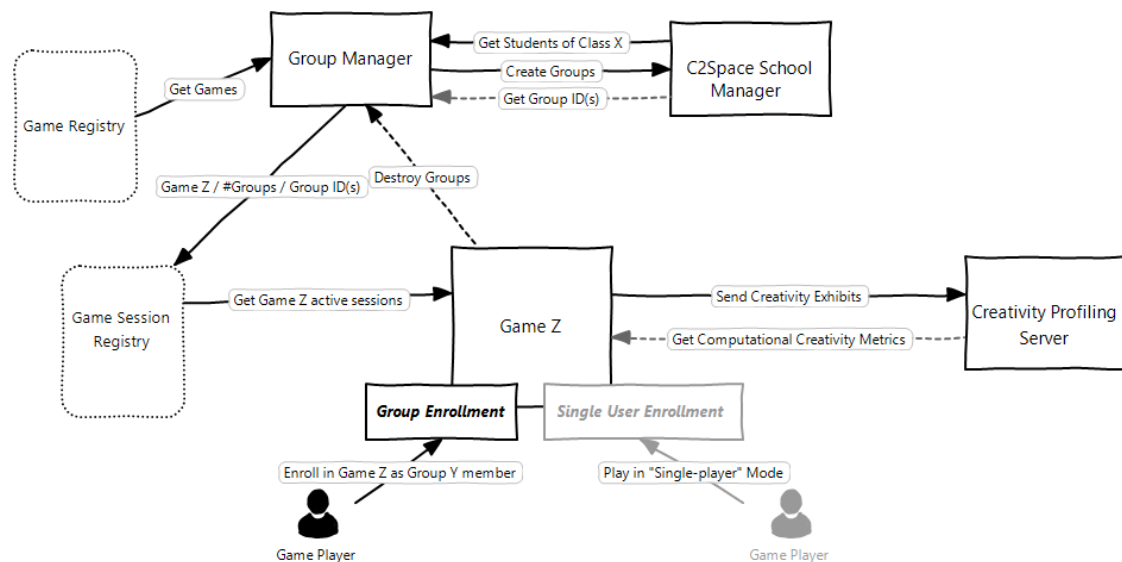 Get Students of Class X
Group Manager
Create Groups
C2Space School
Manager
Get Games
Get Group ID(s)
Game Registry
Destroy Groups
Game Z / #Groups / Group ID(s)
Get Game Z active sessions
Send Creativity Exhibits
Game Session
Registry
Game Z
Creativity Profiling
Server
Get Computational Creativity Metrics
Group Enrollment
Single User Enrollment
Enroll in Game Z as Group Y member
Play in "Single-player" Mode
Game Player
Game Player